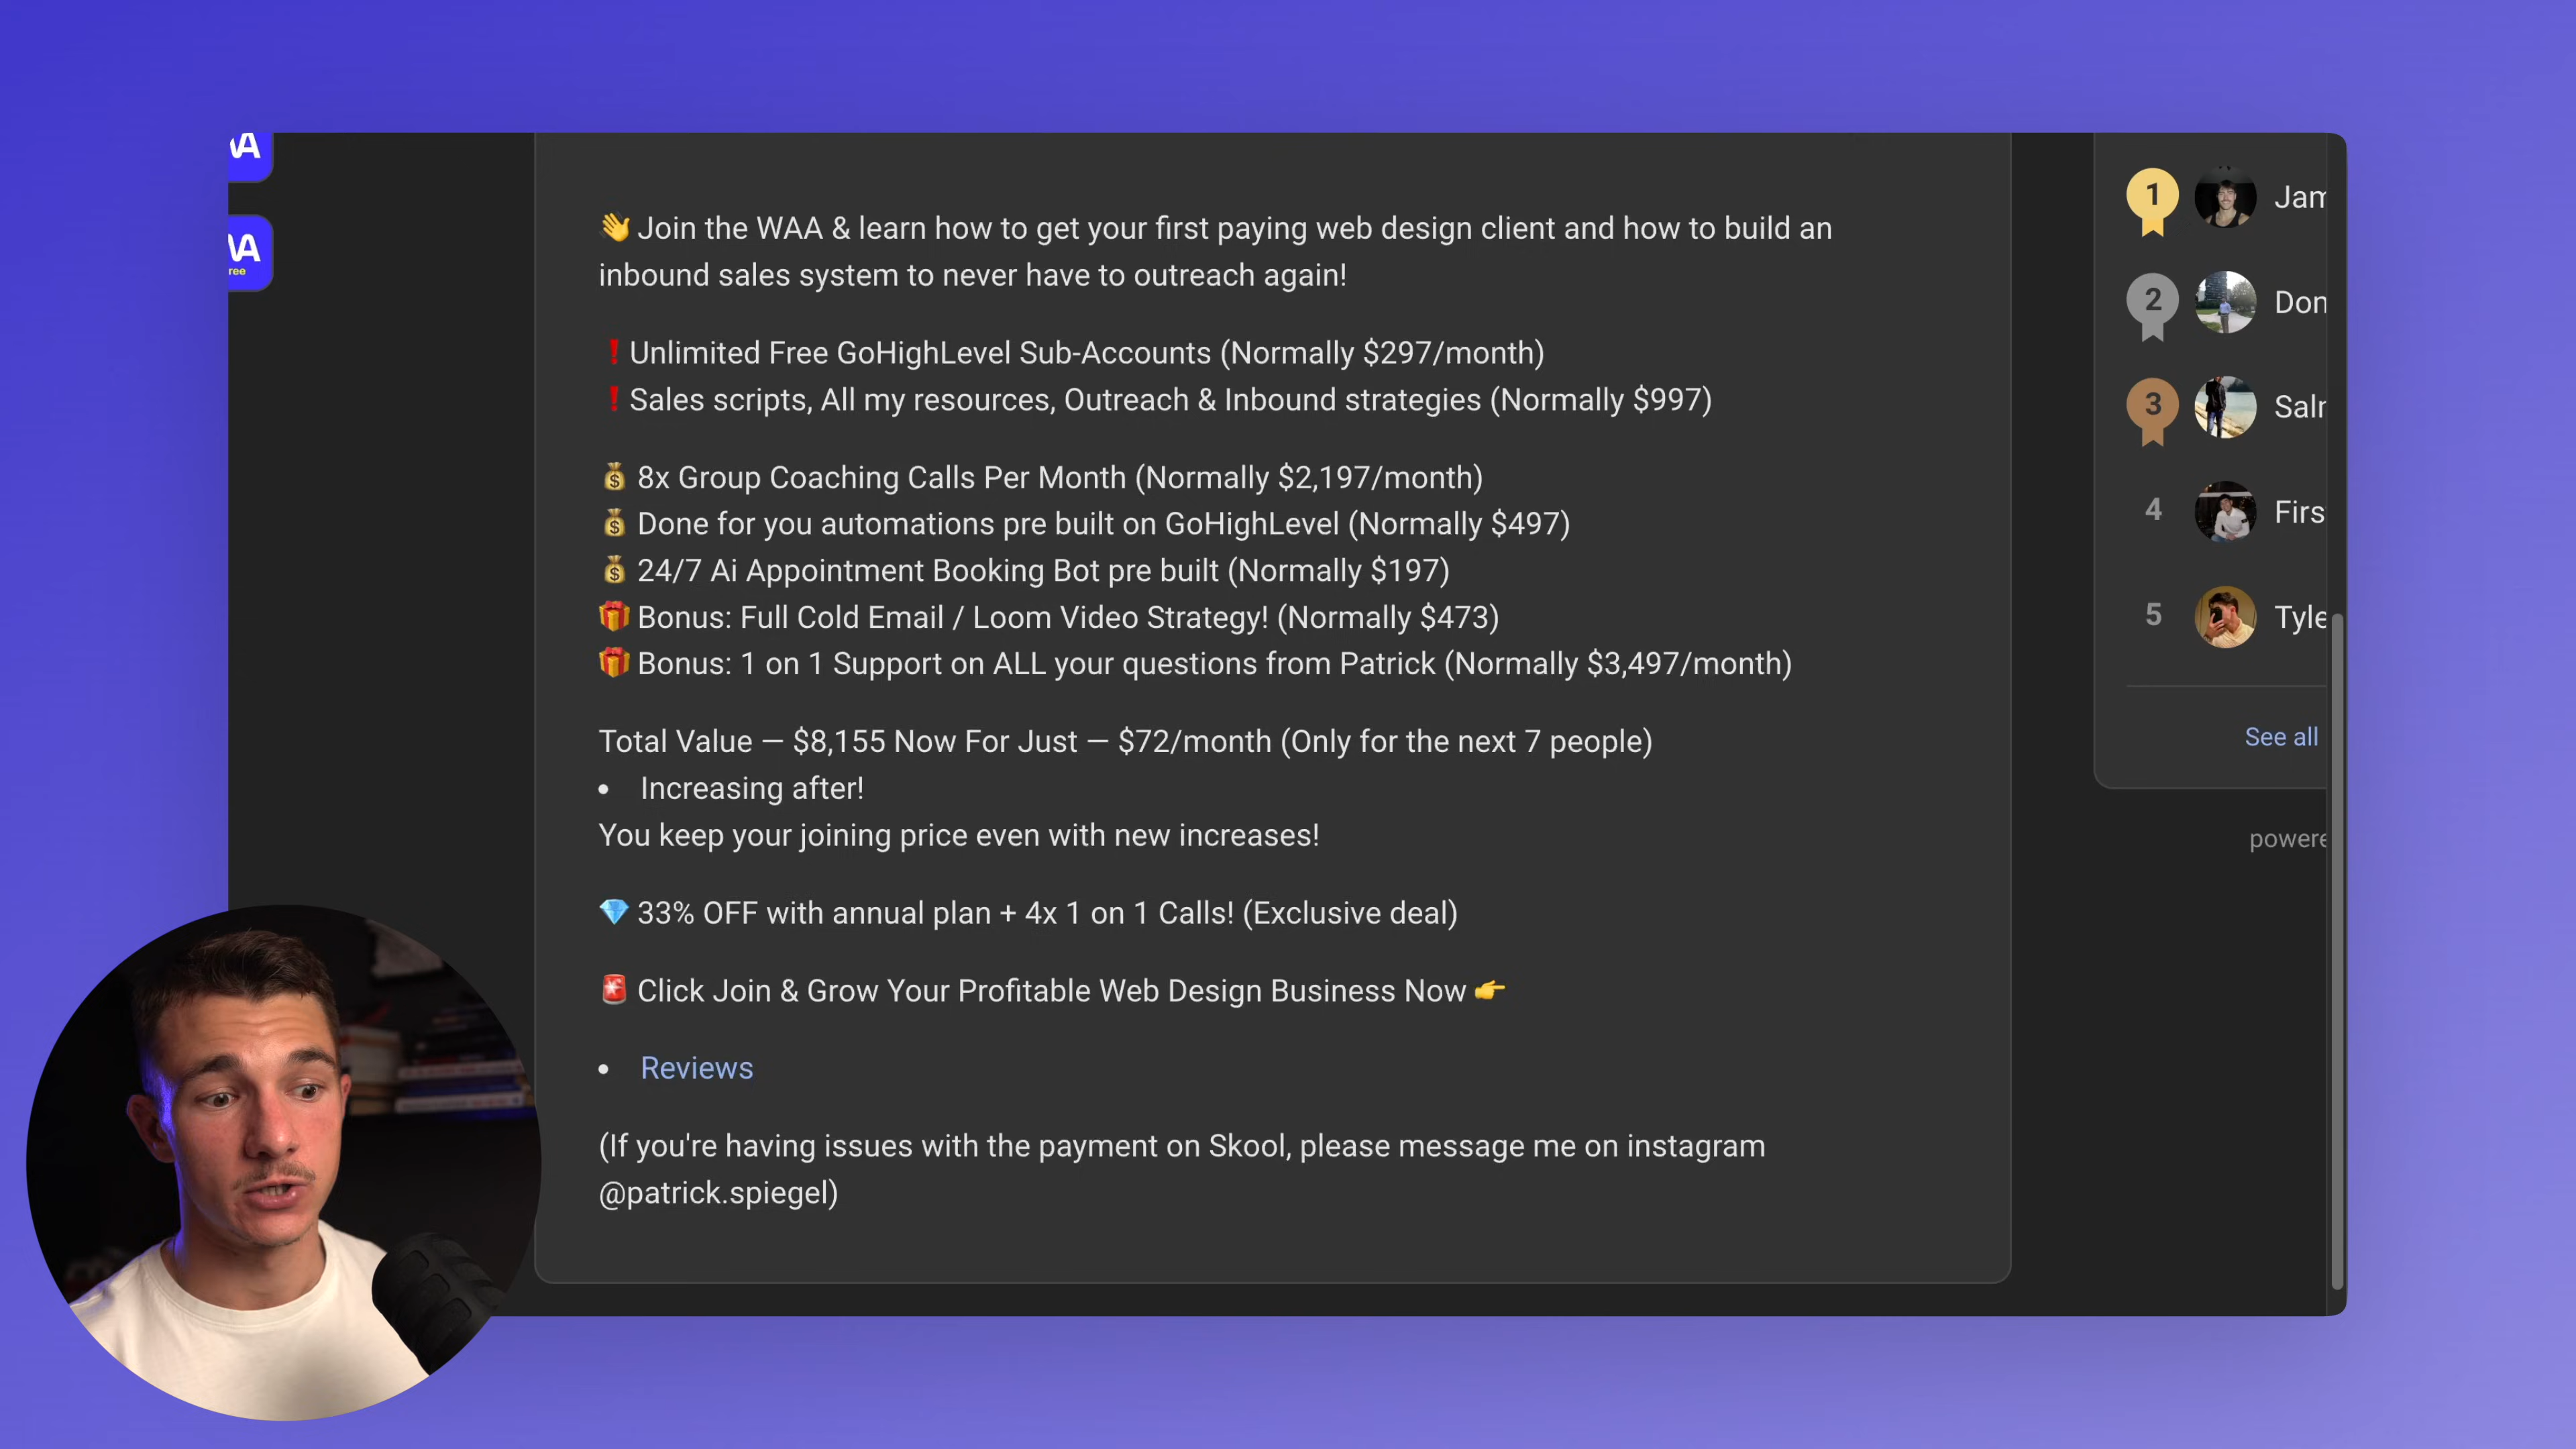 ree
👋 Join the WAA & learn how to get your first paying web design client and how to build an
inbound sales system to never have to outreach again!
❗Unlimited Free GoHighLevel Sub-Accounts (Normally $297/month)
❗Sales scripts, All my resources, Outreach & Inbound strategies (Normally $997)
💰 8x Group Coaching Calls Per Month (Normally $2,197/month)
💰 Done for you automations pre built on GoHighLevel (Normally $497)
💰 24/7 Ai Appointment Booking Bot pre built (Normally $197)
🎁 Bonus: Full Cold Email / Loom Video Strategy! (Normally $473)
🎁 Bonus: 1 on 1 Support on ALL your questions from Patrick (Normally $3,497/month)
Total Value — $8,155 Now For Just — $72/month (Only for the next 7 people)
• Increasing after!
You keep your joining price even with new increases!
💎 33% OFF with annual plan + 4x 1 on 1 Calls! (Exclusive deal)
🚨 Click Join & Grow Your Profitable Web Design Business Now 👉
• Reviews
(If you're having issues with the payment on Skool, please message me on instagram
@patrick.spiegel)
1 Jam
2 Don
3 Sal
4 Firs
5 Tyle
See all
powere